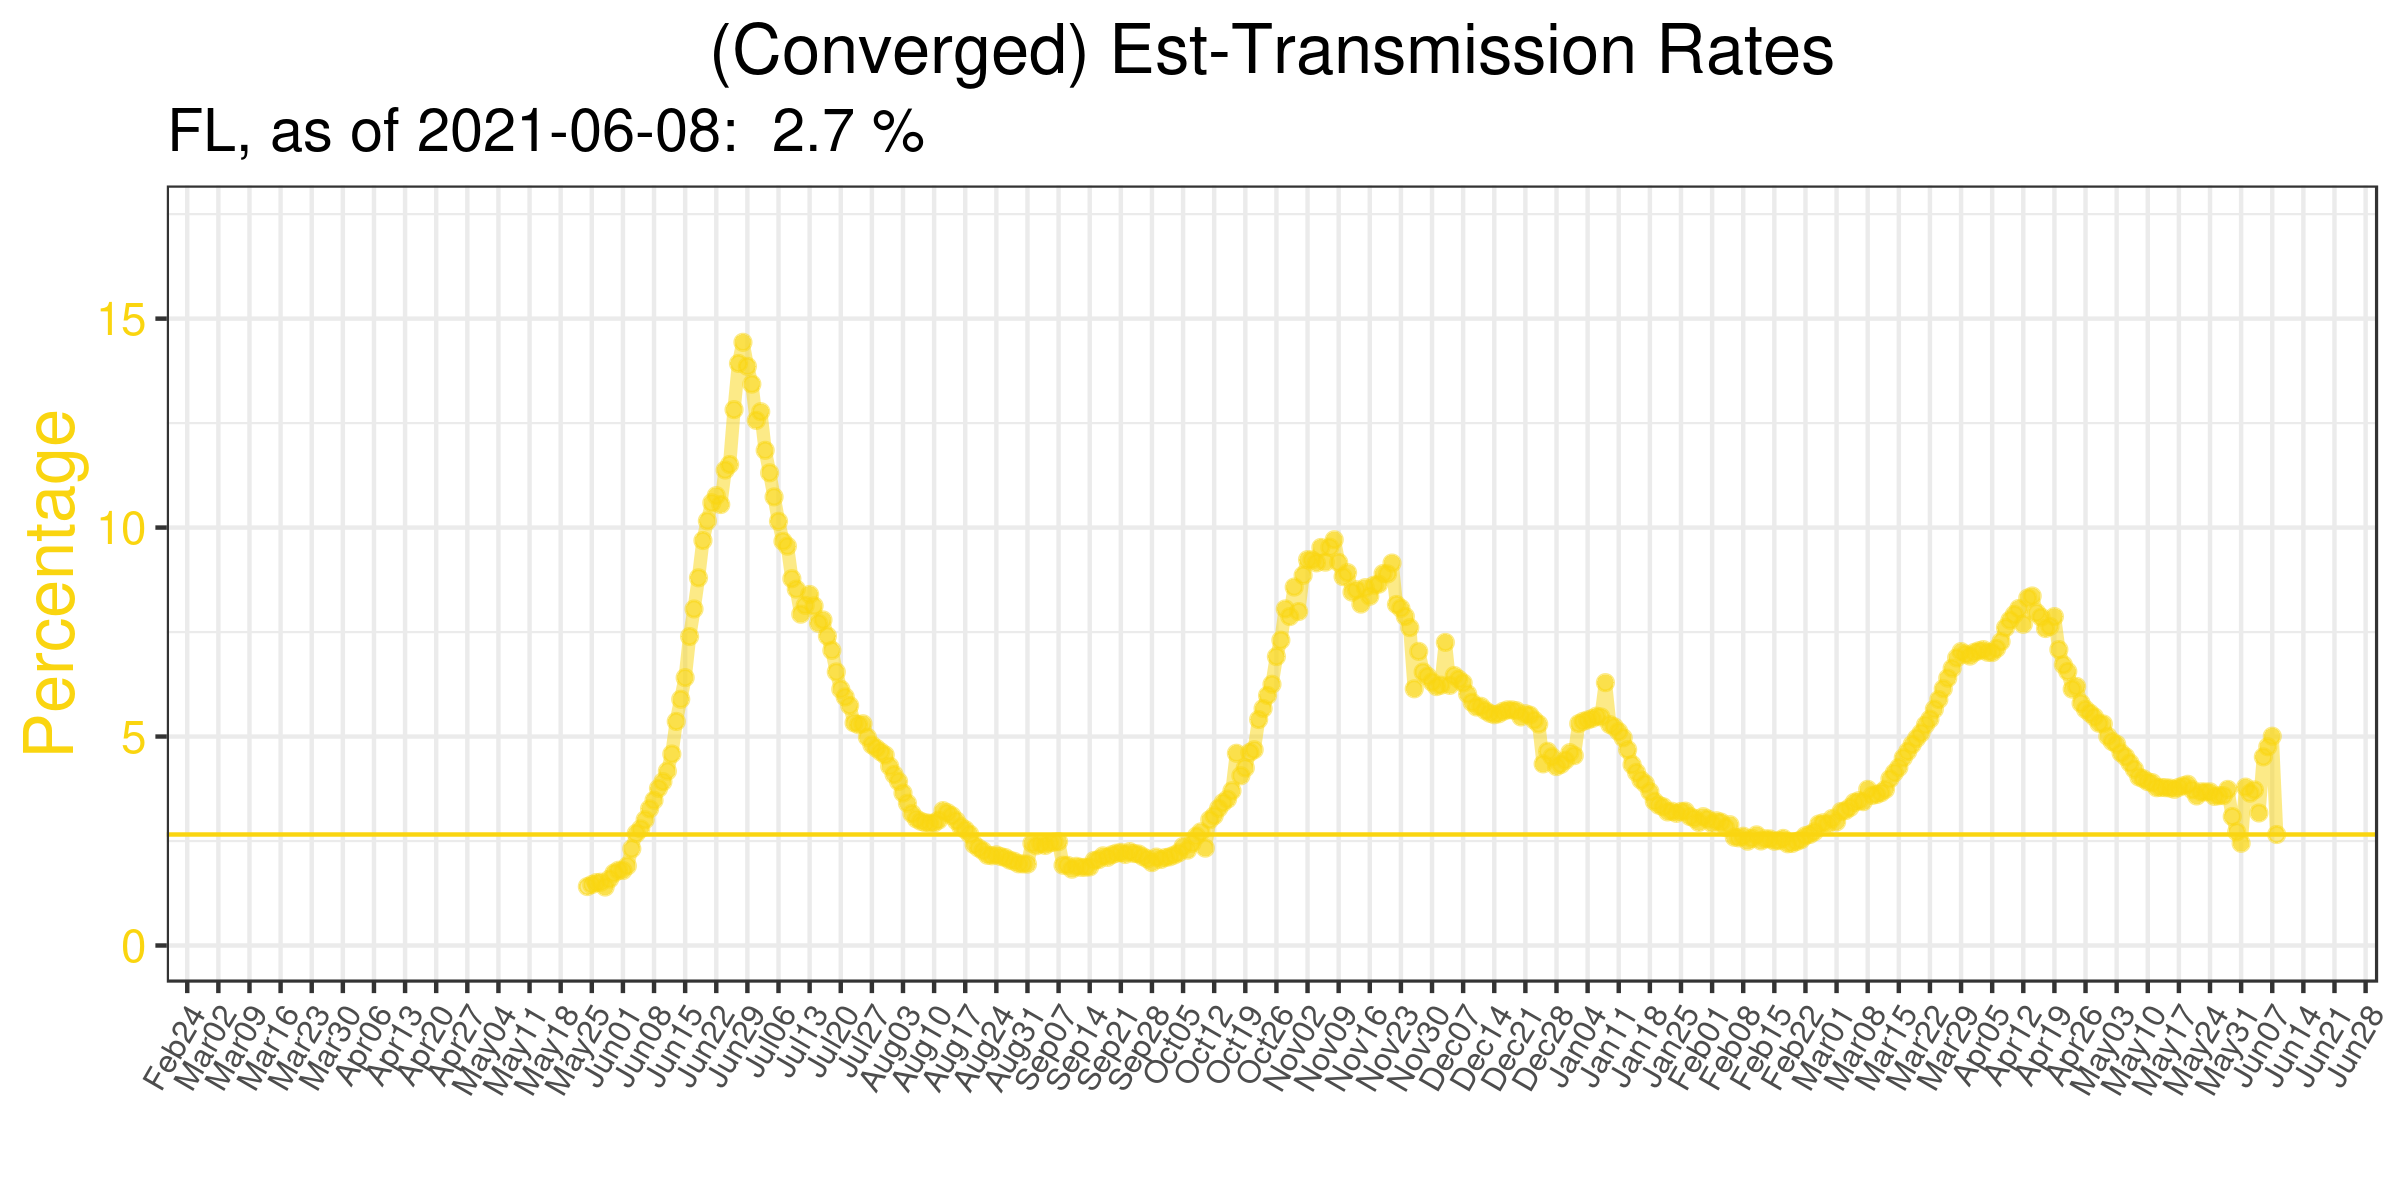 (Converged) Est-Transmission Rates
FL, as of 2021-06-08:  2.7 %
Percentage
15
10
5
0
Feb24
Mar02
Mar09
Mar16
Mar23
Mar30
Apr06
Apr13
Apr20
Apr27
May04
May11
May18
May25
Jun01
Jun08
Jun15
Jun22
Jun29
Jul06
Jul13
Jul20
Jul27
Aug03
Aug10
Aug17
Aug24
Aug31
Sep07
Sep14
Sep21
Sep28
Oct05
Oct12
Oct19
Oct26
Nov02
Nov09
Nov16
Nov23
Nov30
Dec07
Dec14
Dec21
Dec28
Jan04
Jan11
Jan18
Jan25
Feb01
Feb08
Feb15
Feb22
Mar01
Mar08
Mar15
Mar22
Mar29
Apr05
Apr12
Apr19
Apr26
May03
May10
May17
May24
May31
Jun07
Jun14
Jun21
Jun28